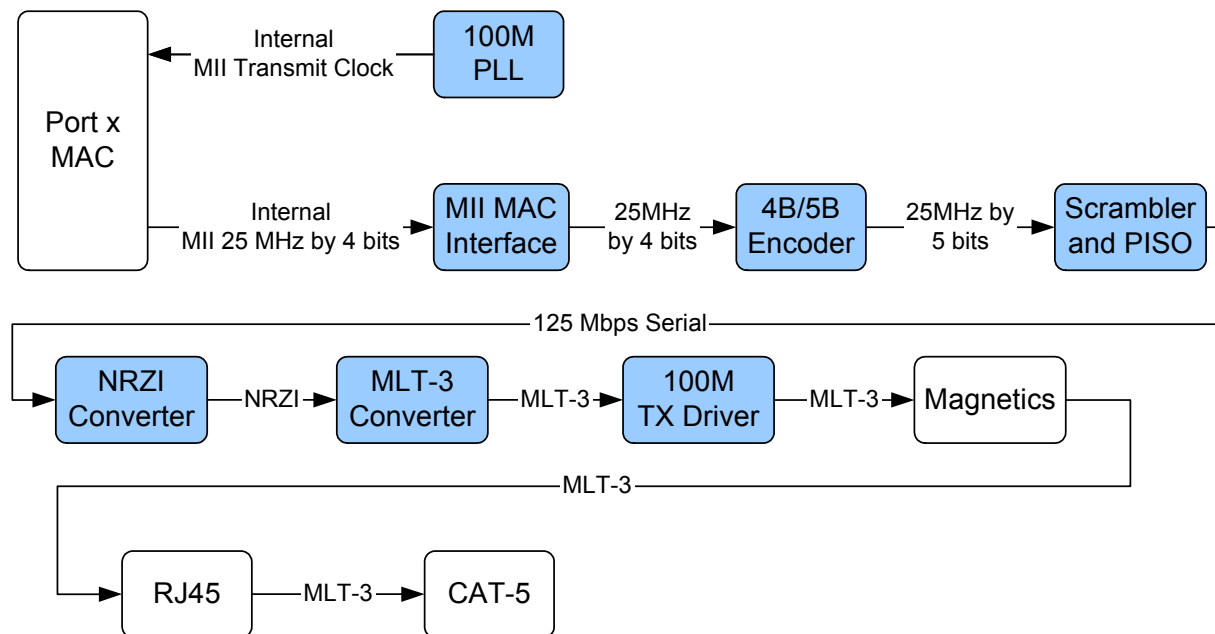 Internal
MII Transmit Clock
100M
PLL
Port x
MAC
Internal
MII 25 MHz by 4 bits
MII MAC
Interface
25MHz
by 4 bits
4B/5B
Encoder
25MHz by
5 bits
Scrambler
and PISO
125 Mbps Serial
NRZI
Converter
NRZI
MLT-3
Converter
MLT-3
100M
TX Driver
MLT-3
Magnetics
MLT-3
RJ45
MLT-3
CAT-5